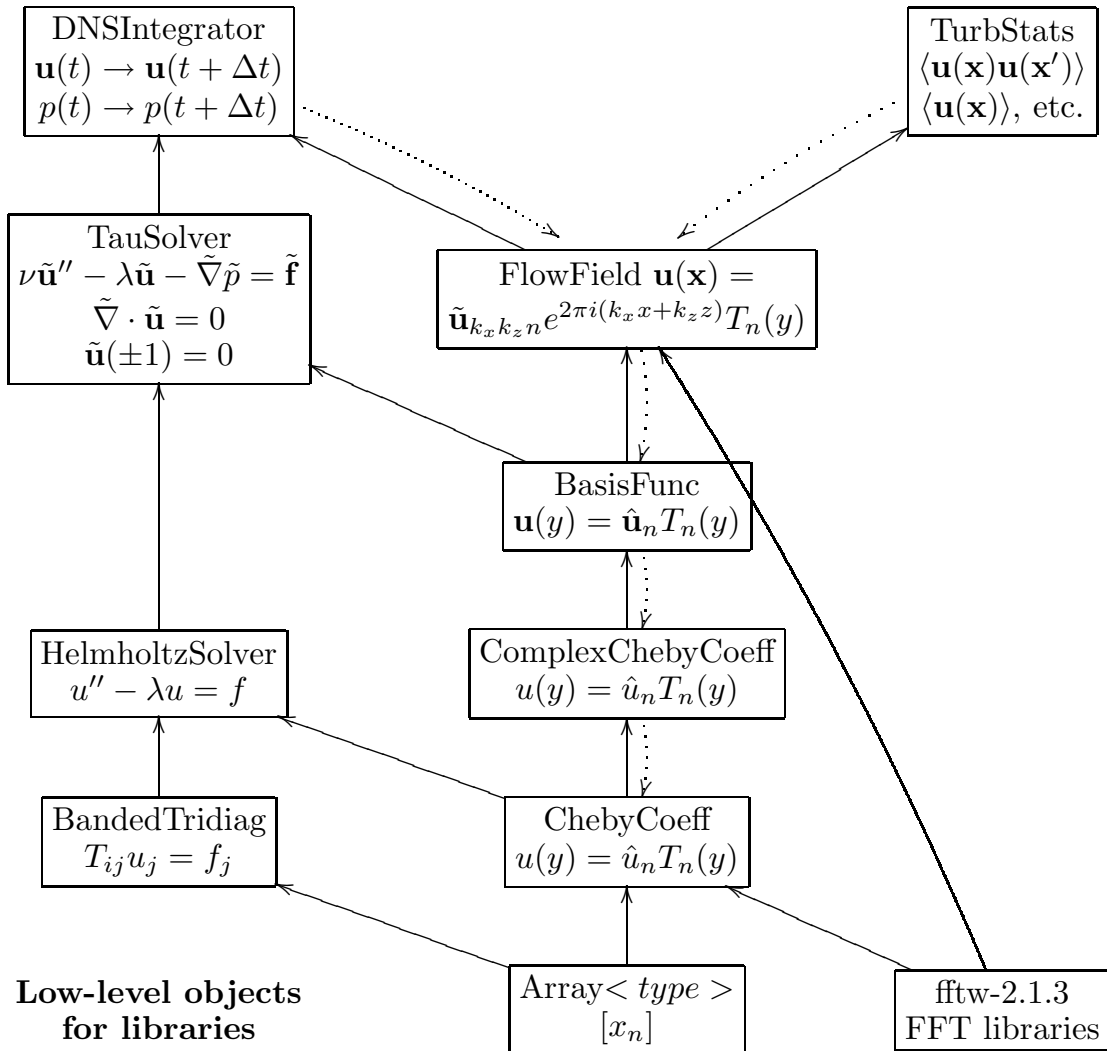 DNSIntegrator
𝐮(t) → 𝐮(t + Δt)
p(t) → p(t + Δt)
TurbStats
⟨𝐮(𝐱)𝐮(𝐱′)⟩
⟨𝐮(𝐱)⟩, etc.
TauSolver
νũ″ − λũ − ∇̃p̃ = f̃
∇̃ · ũ = 0
ũ(±1) = 0
FlowField 𝐮(𝐱) =
ũ_{k_x k_z n} e^{2πi(k_x x+k_z z)} T_n(y)
BasisFunc
𝐮(y) = 𝐮̂_n T_n(y)
HelmholtzSolver
u″ − λu = f
ComplexChebyCoeff
u(y) = û_n T_n(y)
BandedTridiag
T_{ij} u_j = f_j
ChebyCoeff
u(y) = û_n T_n(y)
Low-level objects
for libraries
Array< type >
[x_n]
fftw-2.1.3
FFT libraries